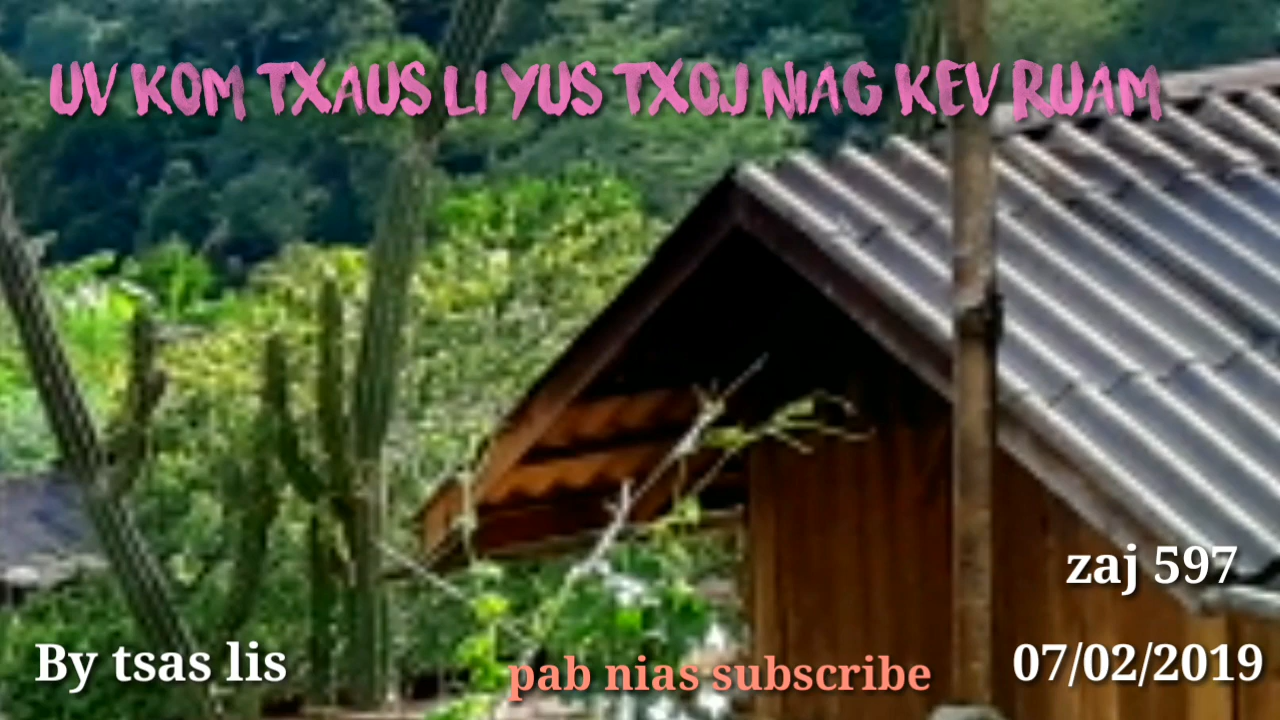 UV KOM TXAUS LI YUS TXOJ NIAG KEV RUAM
zaj 597
By tsas lis
pab nias subscribe
07/02/2019